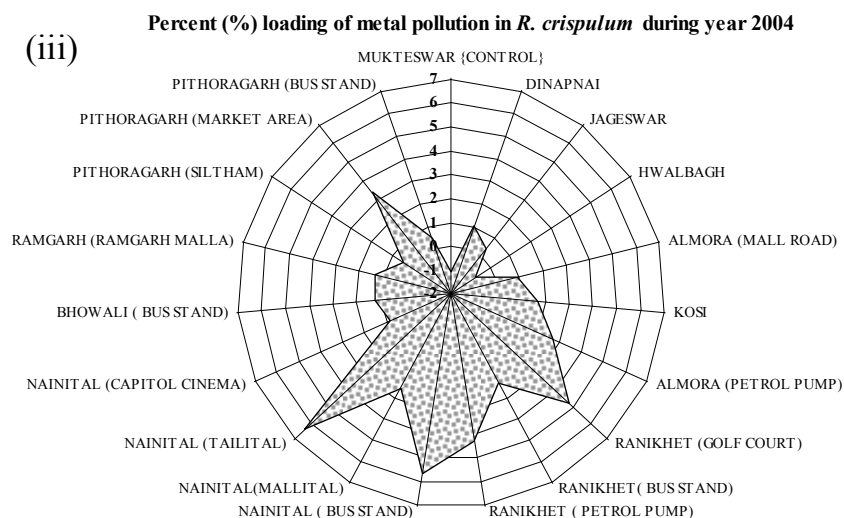 Percent (%) loading of metal pollution in R. crispulum during year 2004
(iii)
MUKTESWAR {CONTROL}
DINAPNAI
JAGESWAR
HWALBAGH
ALMORA (MALL ROAD)
KOSI
ALMORA (PETROL PUMP)
RANIKHET (GOLF COURT)
RANIKHET ( BUS STAND)
RANIKHET ( PETROL PUMP)
NAINITAL ( BUS STAND)
NAINITAL(MALLITAL)
NAINITAL (TAILITAL)
NAINITAL (CAPITOL CINEMA)
BHOWALI ( BUS STAND)
RAMGARH (RAMGARH MALLA)
PITHORAGARH (SILTHAM)
PITHORAGARH (MARKET AREA)
PITHORAGARH (BUS STAND)
7
6
5
4
3
2
1
0
-1
-2